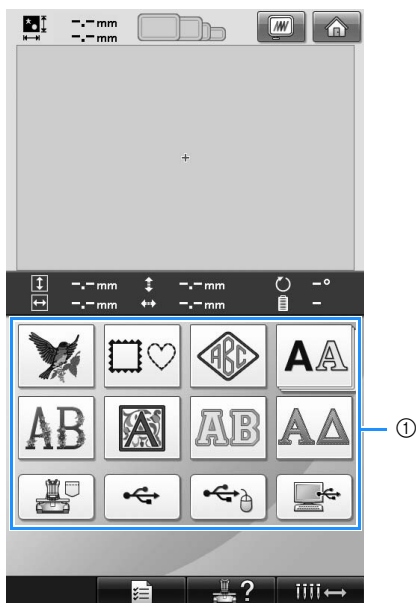 -.- mm
-.- mm
-.- mm -.- mm -°
-.- mm -.- mm -
ABC AA
AB A AB AΔ
①
?